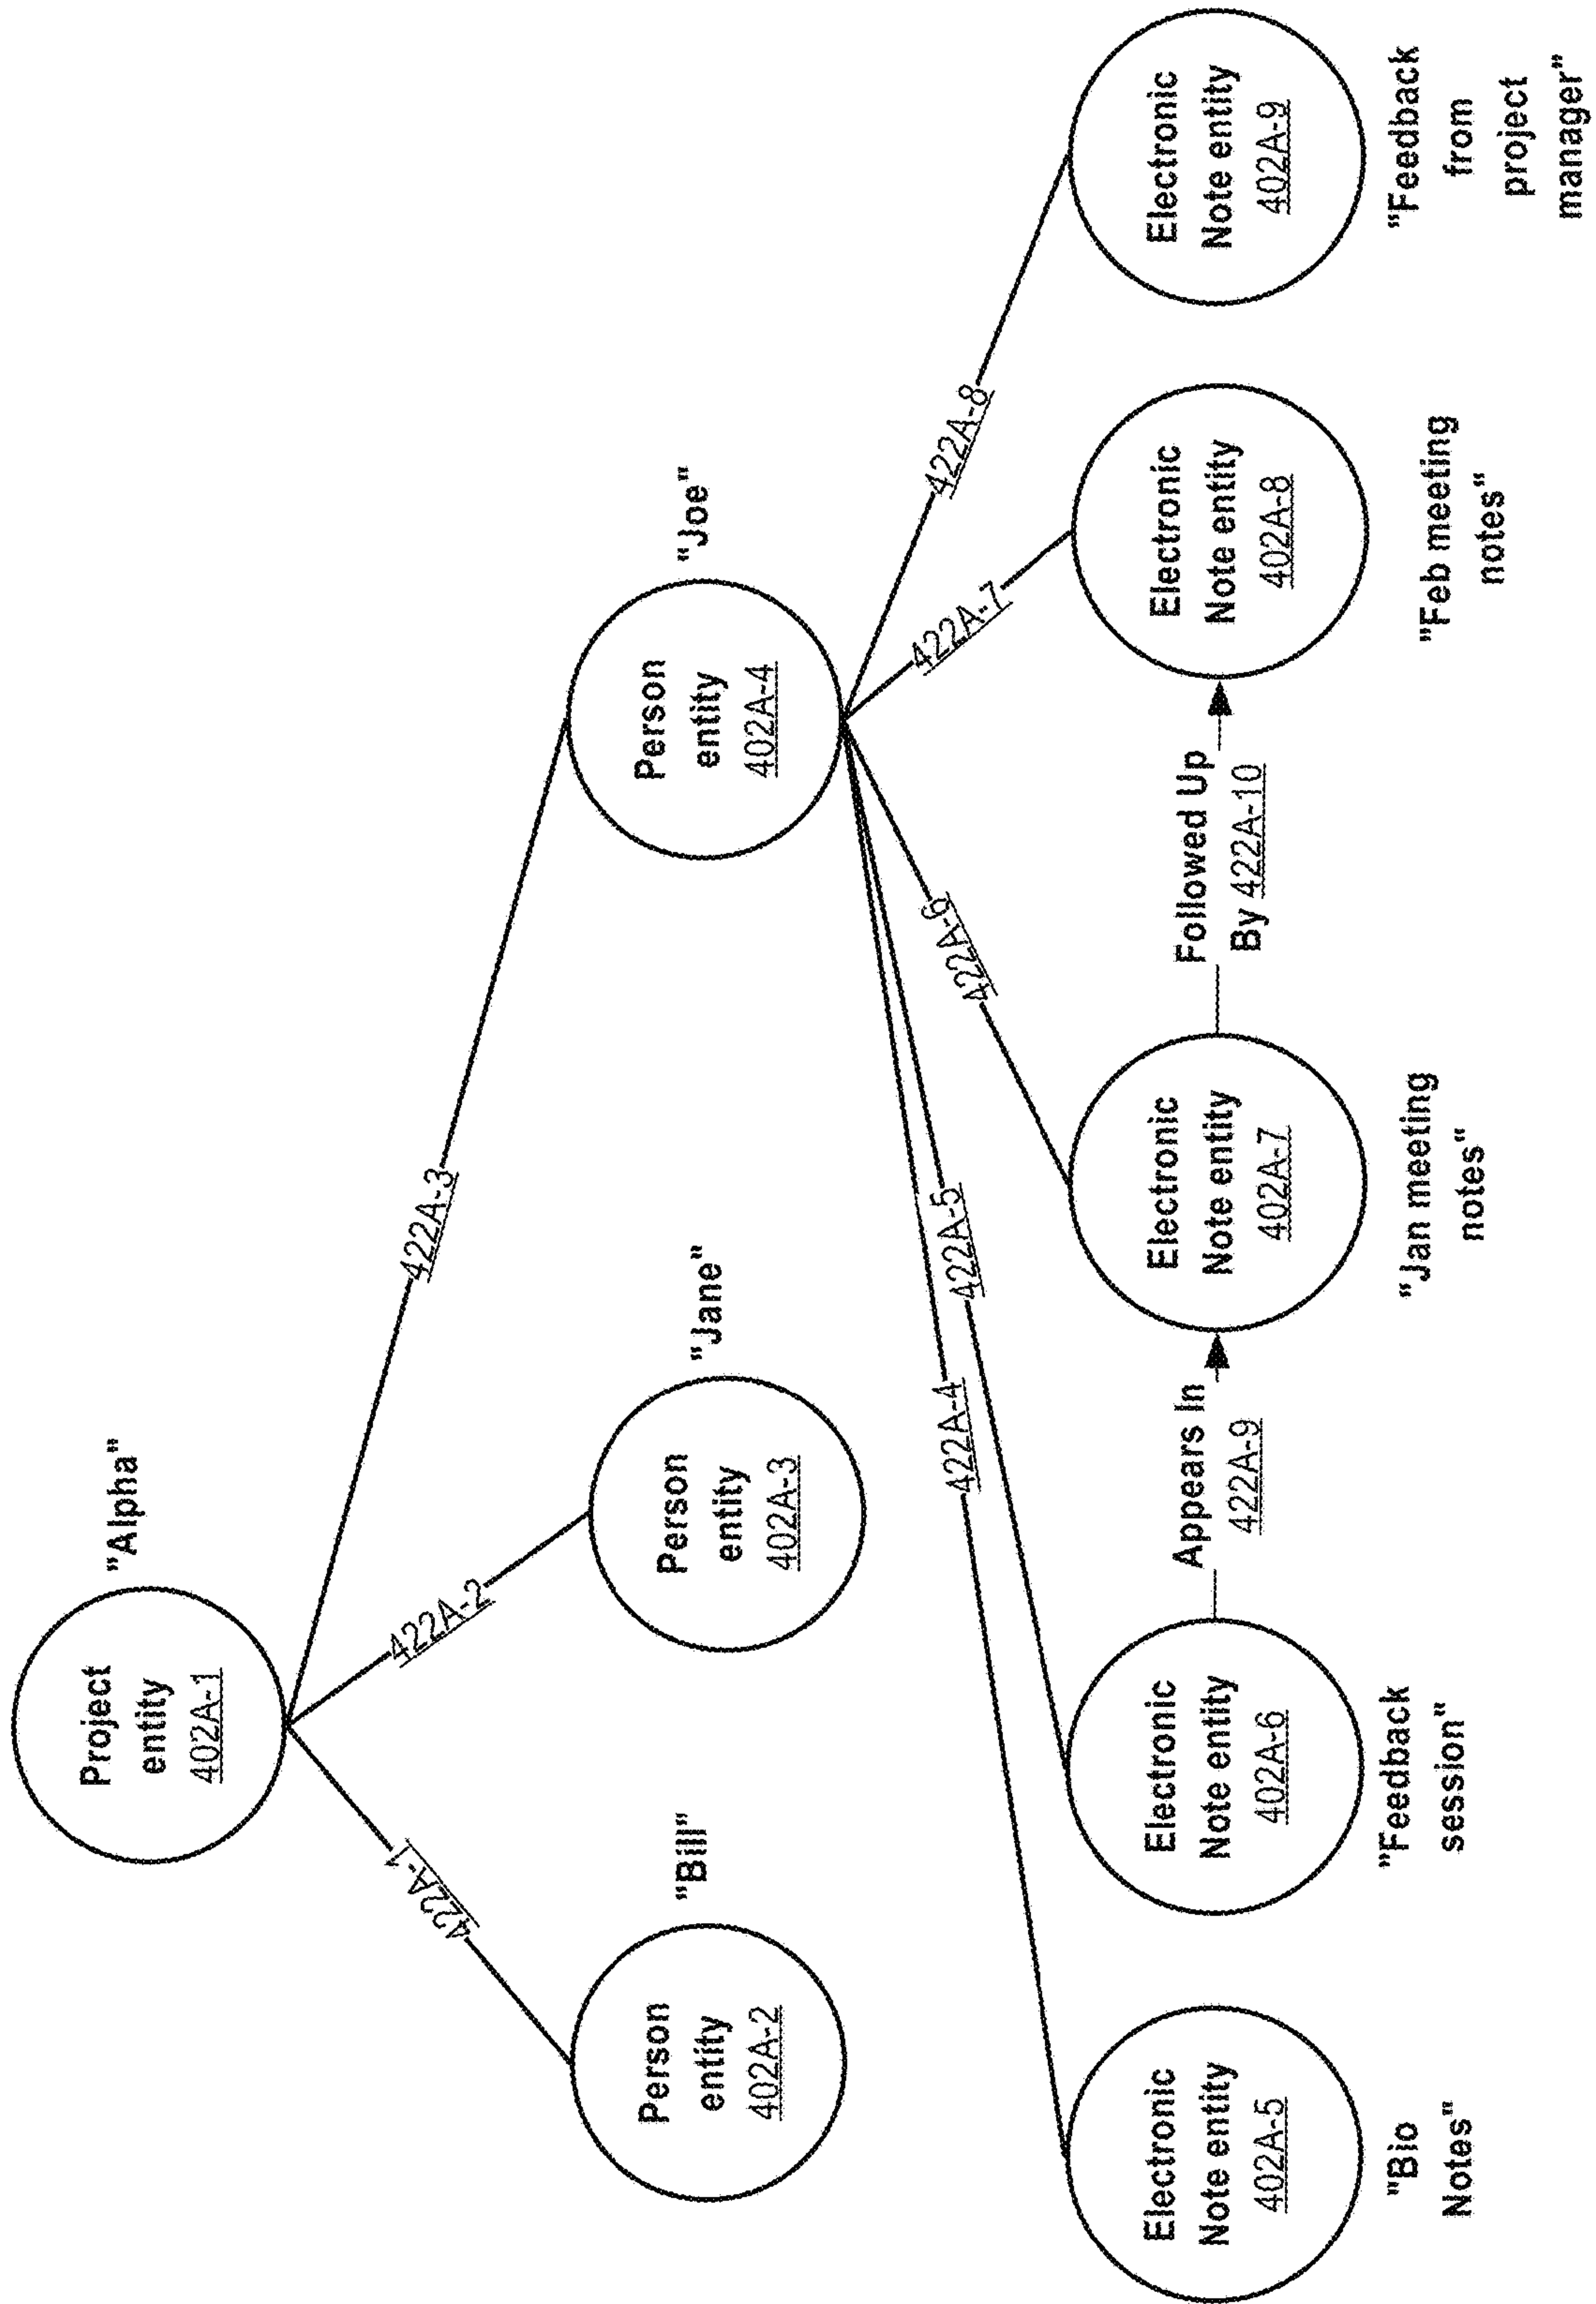 "Alpha"
Project
entity
402A-1
422A-1
422A-2
422A-3
"Bill"
Person
entity
402A-2
"Jane"
Person
entity
402A-3
"Joe"
Person
entity
402A-4
422A-4
422A-5
422A-6
422A-7
422A-8
Electronic
Note entity
402A-5
"Bio
Notes"
Electronic
Note entity
402A-6
"Feedback
session"
Appears In
422A-9
Electronic
Note entity
402A-7
"Jan meeting
notes"
Followed Up
By 422A-10
Electronic
Note entity
402A-8
"Feb meeting
notes"
Electronic
Note entity
402A-9
"Feedback
from
project
manager"